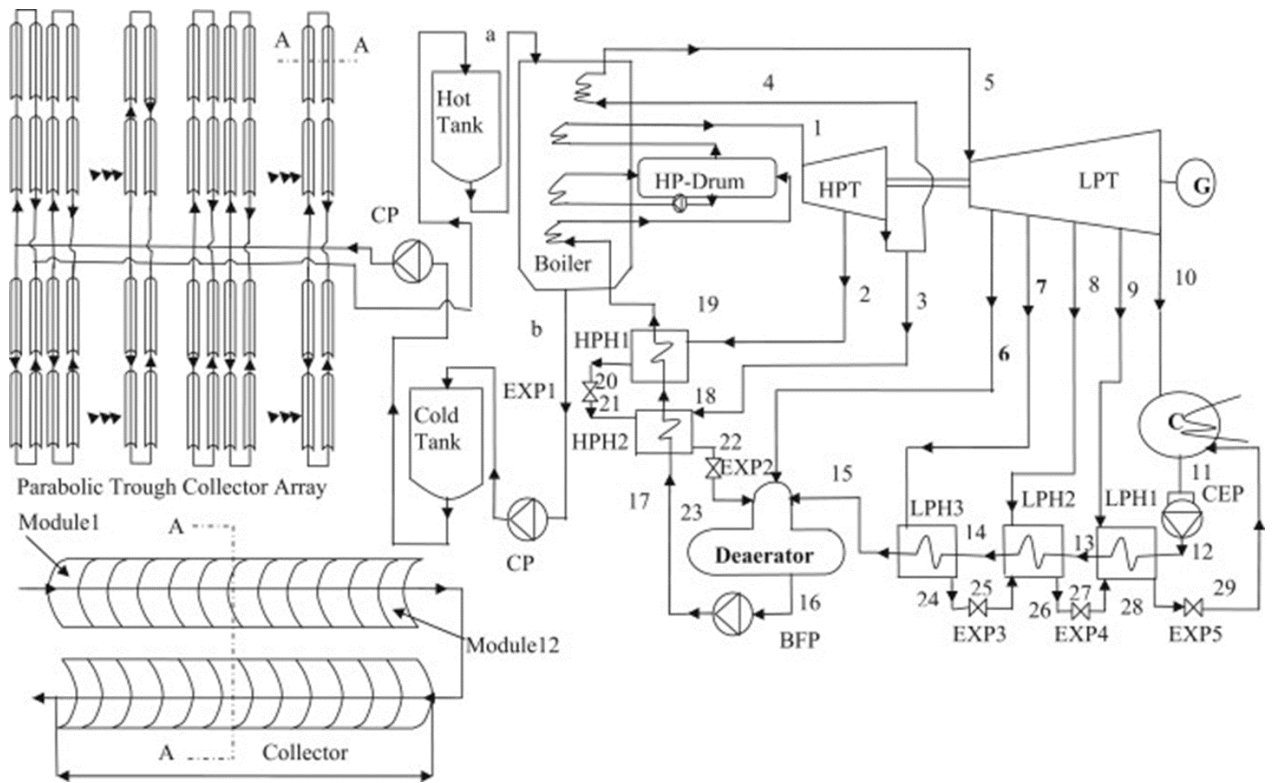 A
A
a
Hot
Tank
4
5
1
HP-Drum
HPT
LPT
G
CP
Boiler
2
3
7
8
9
10
b
19
HPH1
6
EXP1
20
21
18
HPH2
22
EXP2
Cold
Tank
C
11
CEP
17
23
15
LPH3
LPH2
LPH1
14
13
12
Parabolic Trough Collector Array
Deaerator
Module1
A
CP
16
BFP
24
25
26
27
28
29
EXP3
EXP4
EXP5
Module12
A
Collector